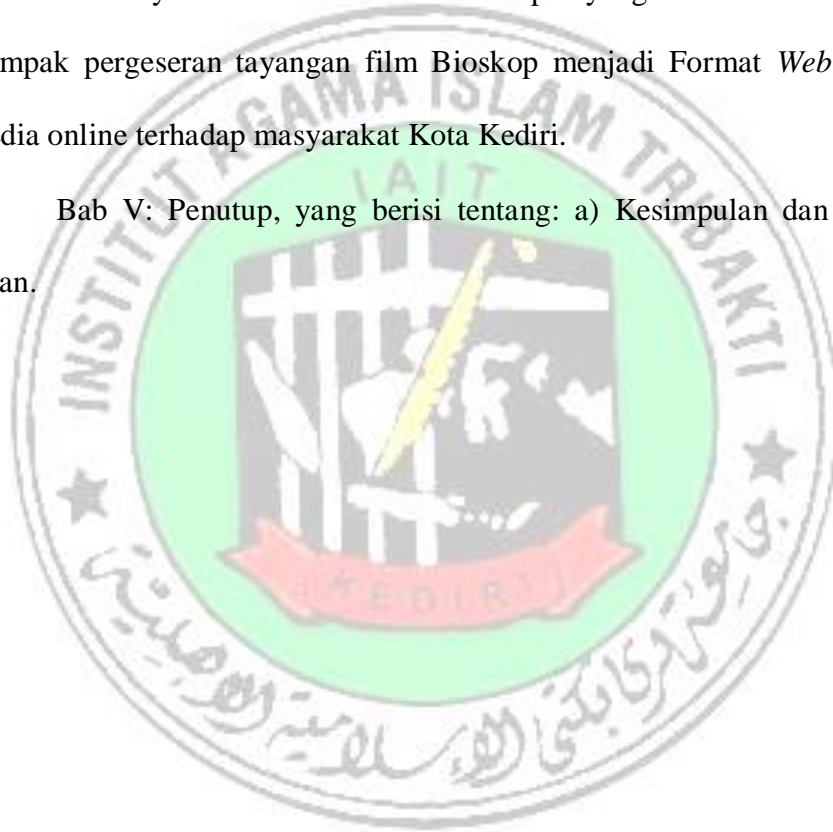 mpak pergeseran tayangan film Bioskop menjadi Format Web
dia online terhadap masyarakat Kota Kediri.
Bab V: Penutup, yang berisi tentang: a) Kesimpulan dan
an.
INSTITUT AGAMA ISLAM TRIBAKTI
IAIT
KEDIRI